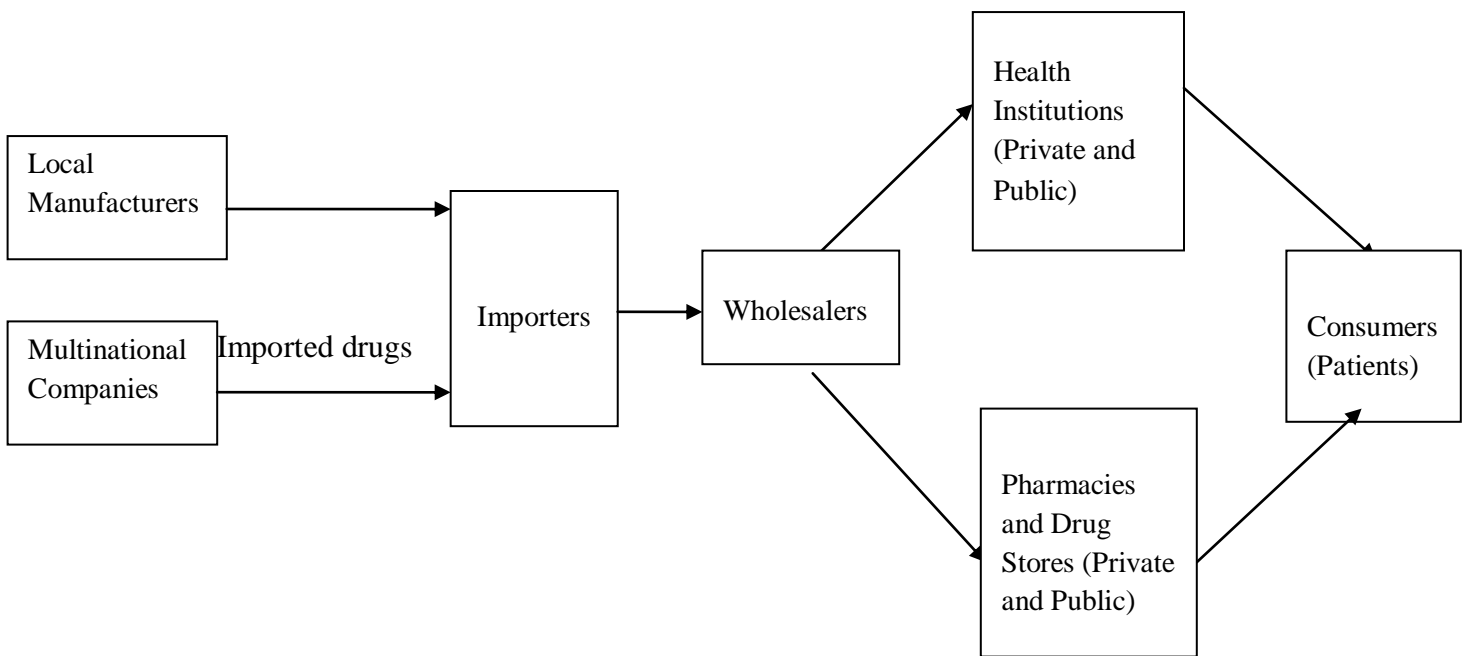 Local
Manufacturers
Multinational
Companies
Imported drugs
Importers
Wholesalers
Health
Institutions
(Private and
Public)
Pharmacies
and Drug
Stores (Private
and Public)
Consumers
(Patients)